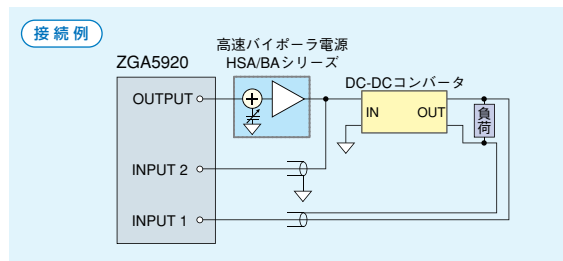 接続例
高速バイポーラ電源
ZGA5920
HSA/BAシリーズ
DC-DCコンバータ
OUTPUT
IN
OUT
負荷
INPUT 2
INPUT 1